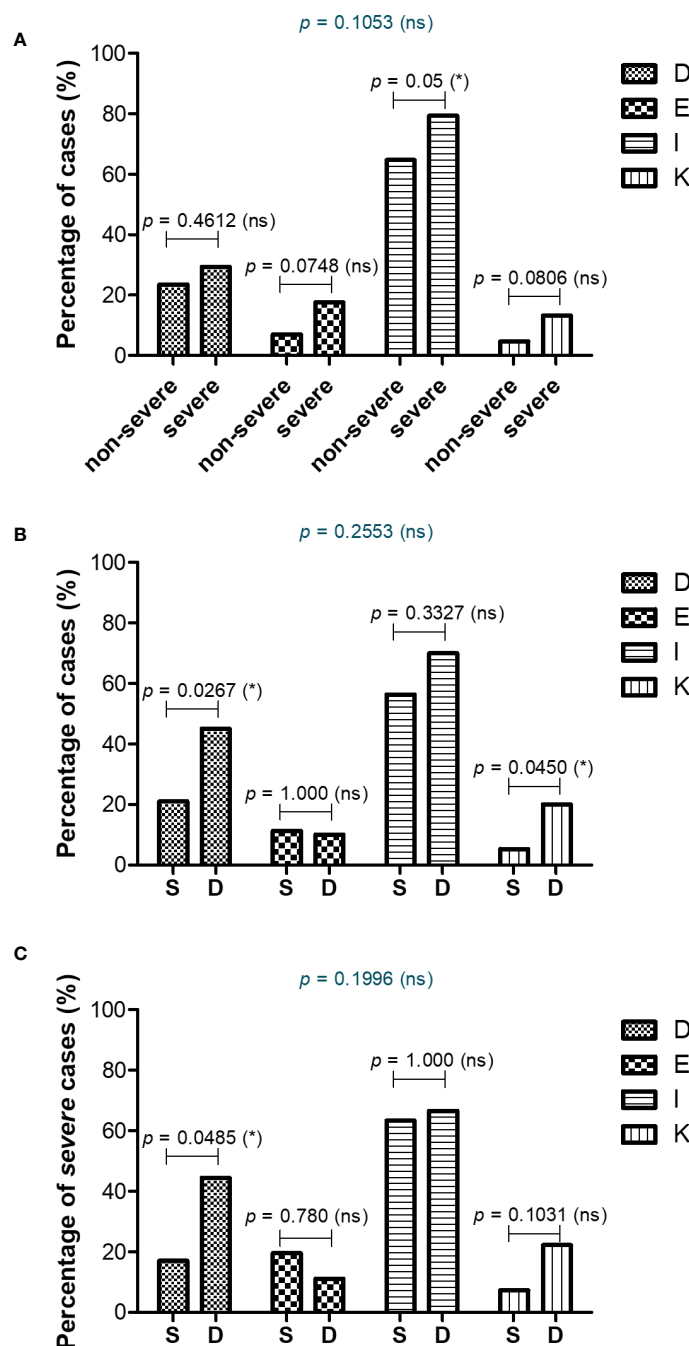 p = 0.1053 (ns)
A
Percentage of cases (%)
100
80
60
40
20
0
p = 0.4612 (ns)
p = 0.0748 (ns)
p = 0.05 (*)
p = 0.0806 (ns)
non-severe
severe
non-severe
severe
non-severe
severe
non-severe
severe
D
E
I
K
p = 0.2553 (ns)
B
Percentage of cases (%)
100
80
60
40
20
0
p = 0.0267 (*)
p = 1.000 (ns)
p = 0.3327 (ns)
p = 0.0450 (*)
S D S D S D S D
D
E
I
K
C
p = 0.1996 (ns)
Percentage of severe cases (%)
100
80
60
40
20
0
p = 0.0485 (*)
p = 0.780 (ns)
p = 1.000 (ns)
p = 0.1031 (ns)
S D S D S D S D
D
E
I
K